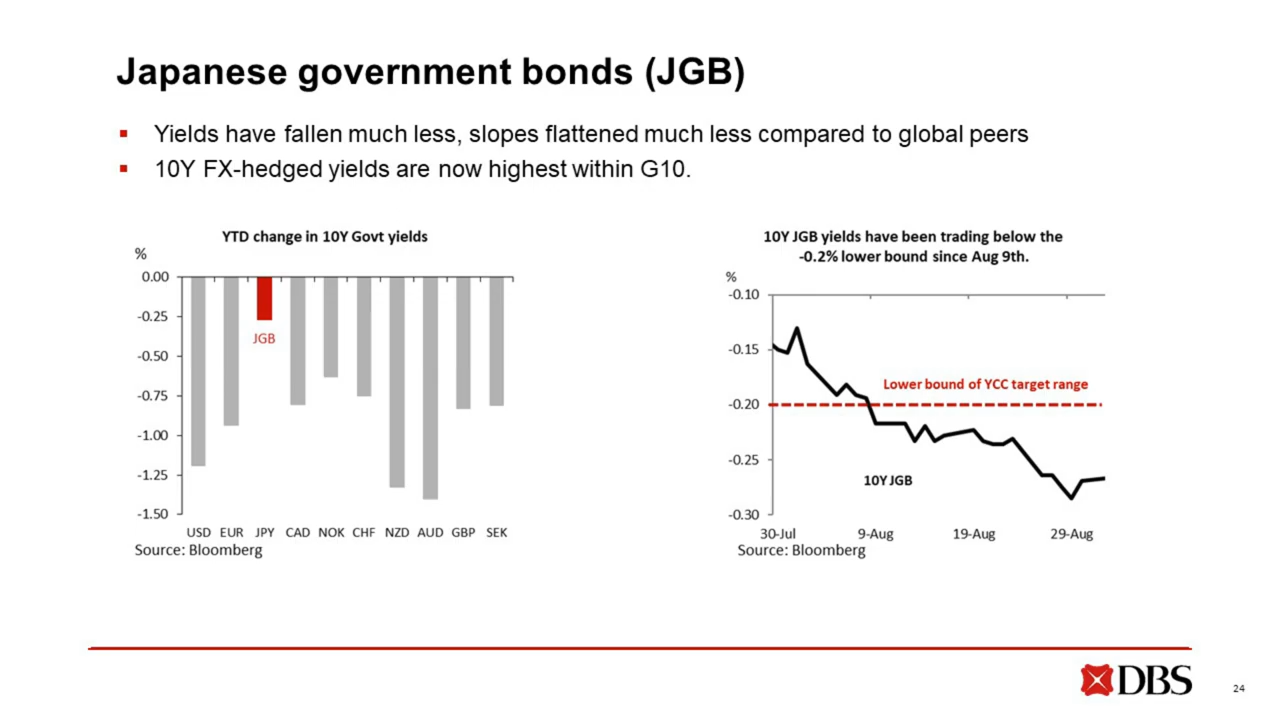 Japanese government bonds (JGB)
Yields have fallen much less, slopes flattened much less compared to global peers
10Y FX-hedged yields are now highest within G10.
YTD change in 10Y Govt yields
%
0.00
-0.25
-0.50
-0.75
-1.00
-1.25
-1.50
JGB
USD EUR JPY CAD NOK CHF NZD AUD GBP SEK
Source: Bloomberg
10Y JGB yields have been trading below the
-0.2% lower bound since Aug 9th.
%
-0.10
-0.15
-0.20
-0.25
-0.30
Lower bound of YCC target range
10Y JGB
30-Jul 9-Aug 19-Aug 29-Aug
Source: Bloomberg
DBS
24